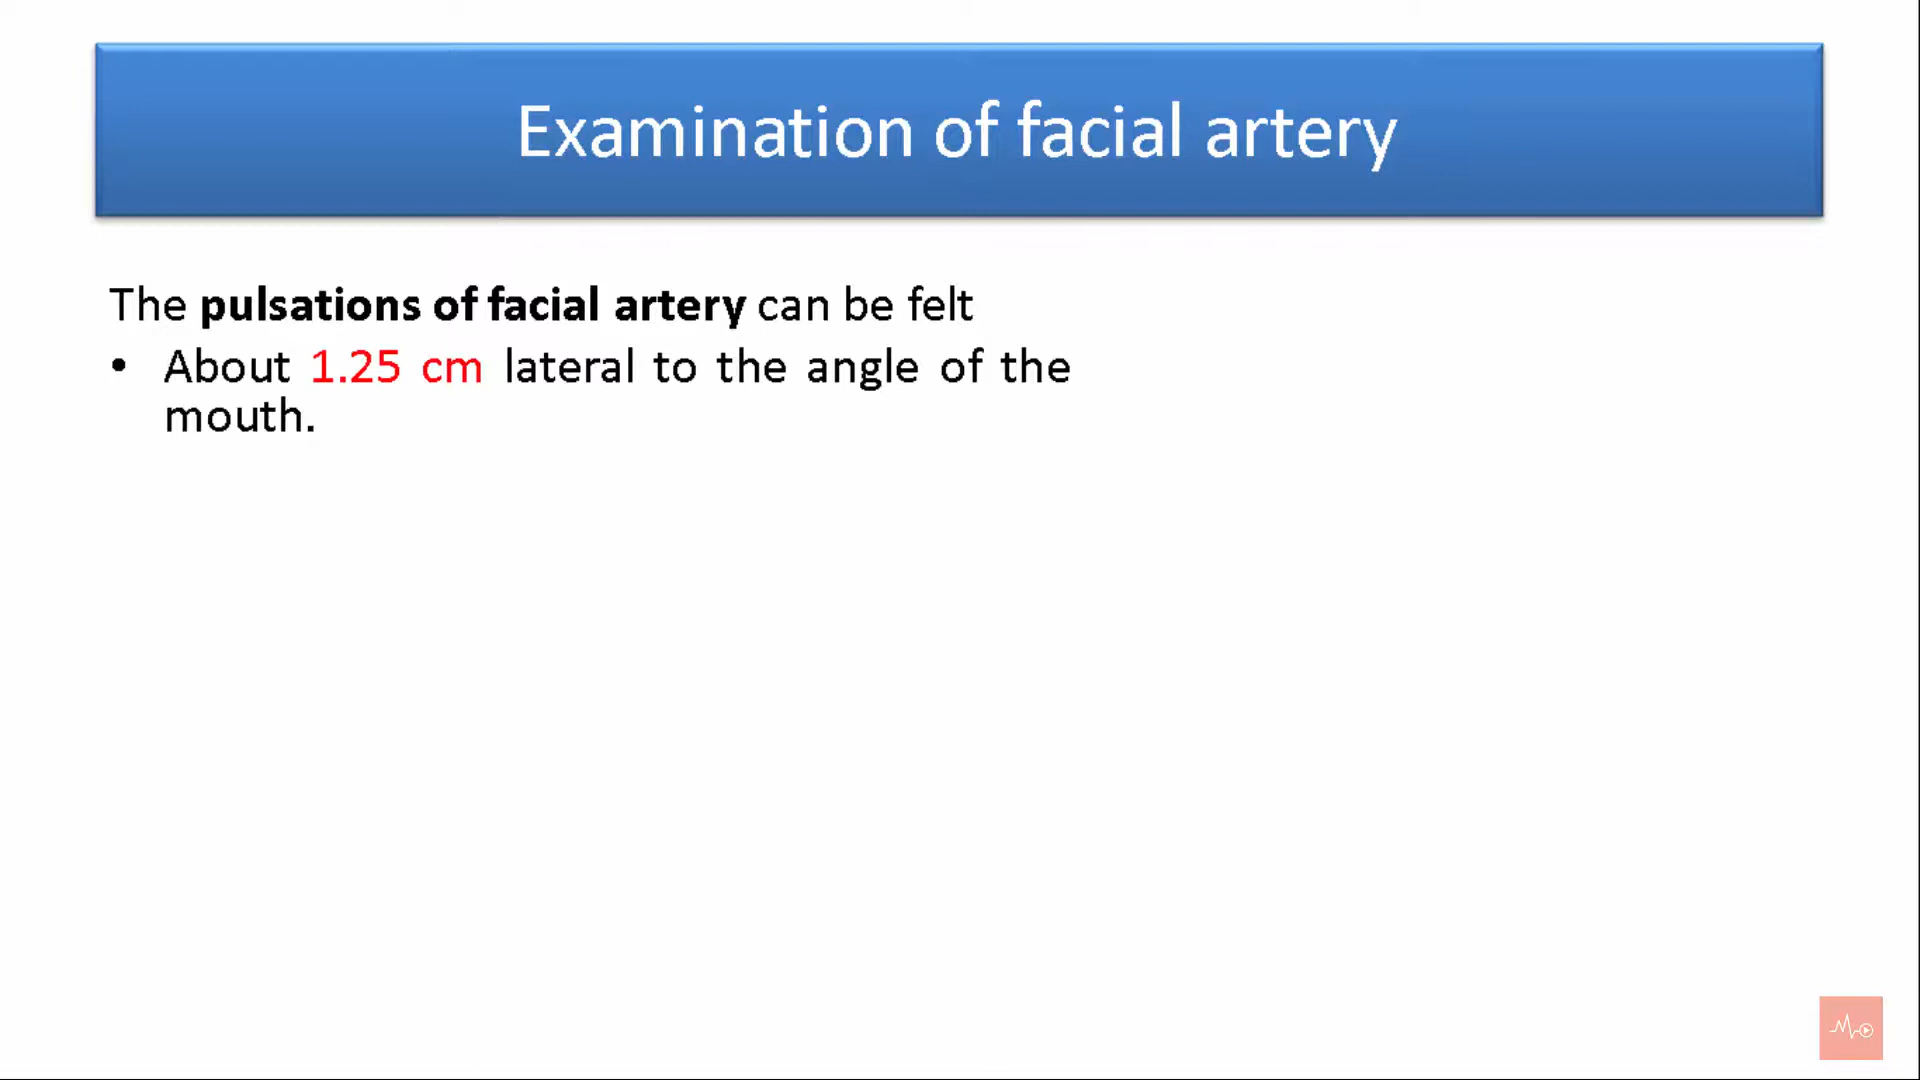 Examination of facial artery
The pulsations of facial artery can be felt
• About 1.25 cm lateral to the angle of the
mouth.